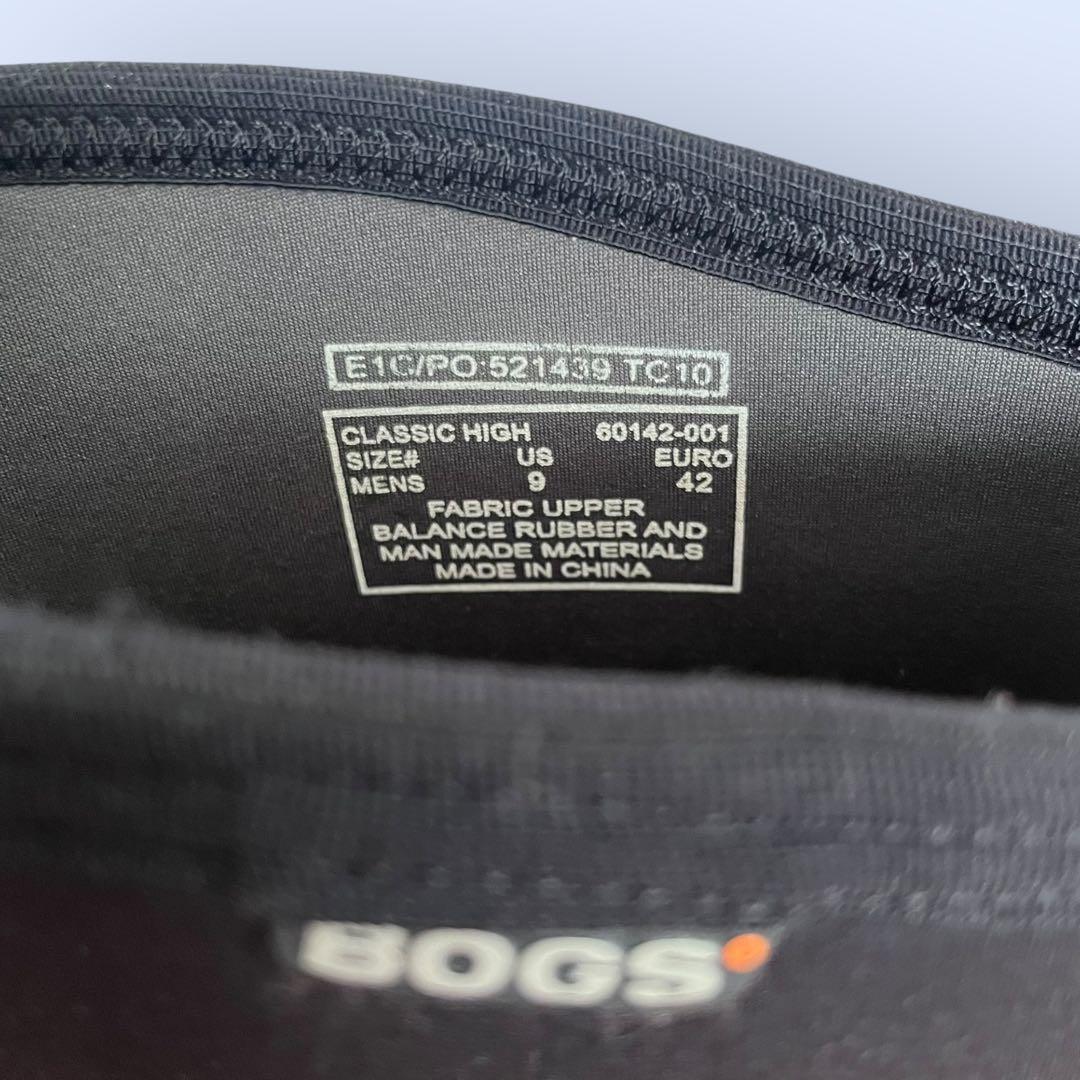 E1C/PO:521439 TC10
CLASSIC HIGH 60142-001
SIZE# US EURO
MENS 9 42
FABRIC UPPER
BALANCE RUBBER AND
MAN MADE MATERIALS
MADE IN CHINA
BOGS